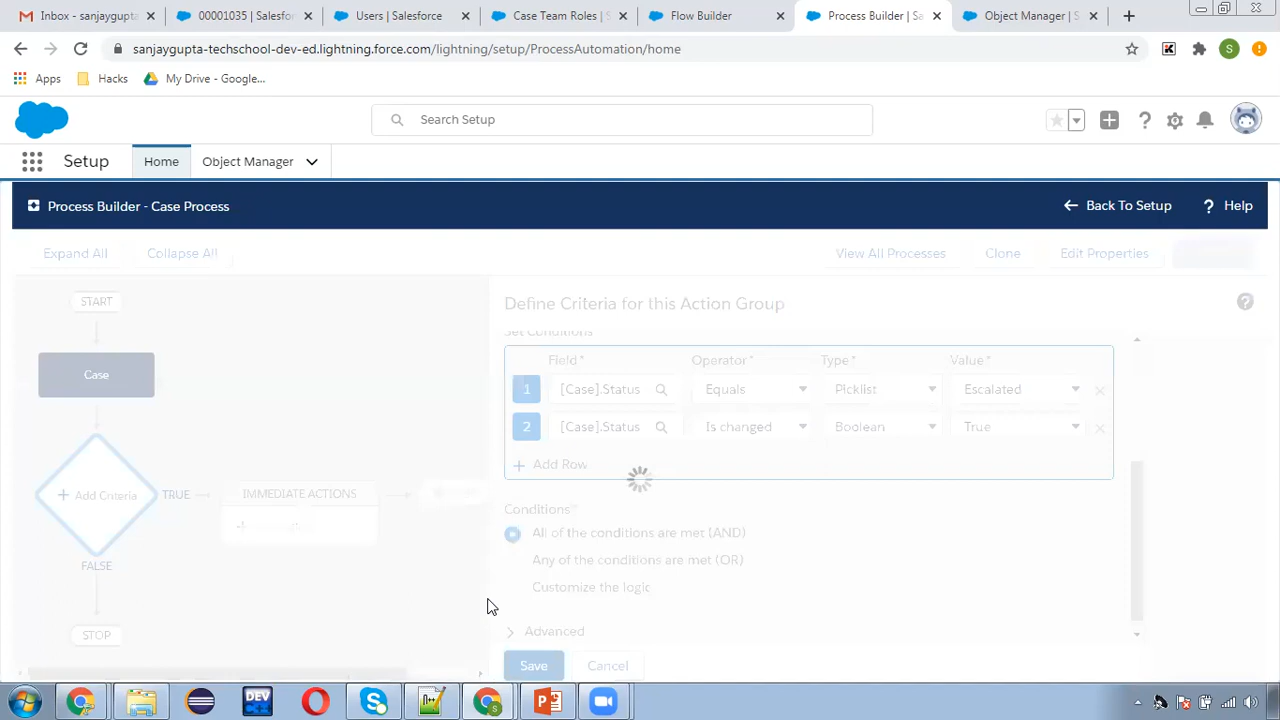 Inbox - sanjaygupta-techschool
00001035 | Salesfor
Users | Salesforce
Case Team Roles | S
Flow Builder
Process Builder | Sa
Object Manager | S
sanjaygupta-techschool-dev-ed.lightning.force.com/lightning/setup/ProcessAutomation/home
S
Apps
Hacks
My Drive - Google...
Search Setup
Setup
Home
Object Manager
Process Builder - Case Process
Back To Setup
Help
Expand All
Collapse All
View All Processes
Clone
Edit Properties
START
Define Criteria for this Action Group
Set Conditions
Field*
Operator*
Type*
Value*
Case
1
[Case].Status
Equals
Picklist
Escalated
2
[Case].Status
Is changed
Boolean
True
Add Row
Add Criteria
TRUE
IMMEDIATE ACTIONS
FALSE
Conditions*
All of the conditions are met (AND)
Any of the conditions are met (OR)
Customize the logic
STOP
Advanced
Save
Cancel
DEV